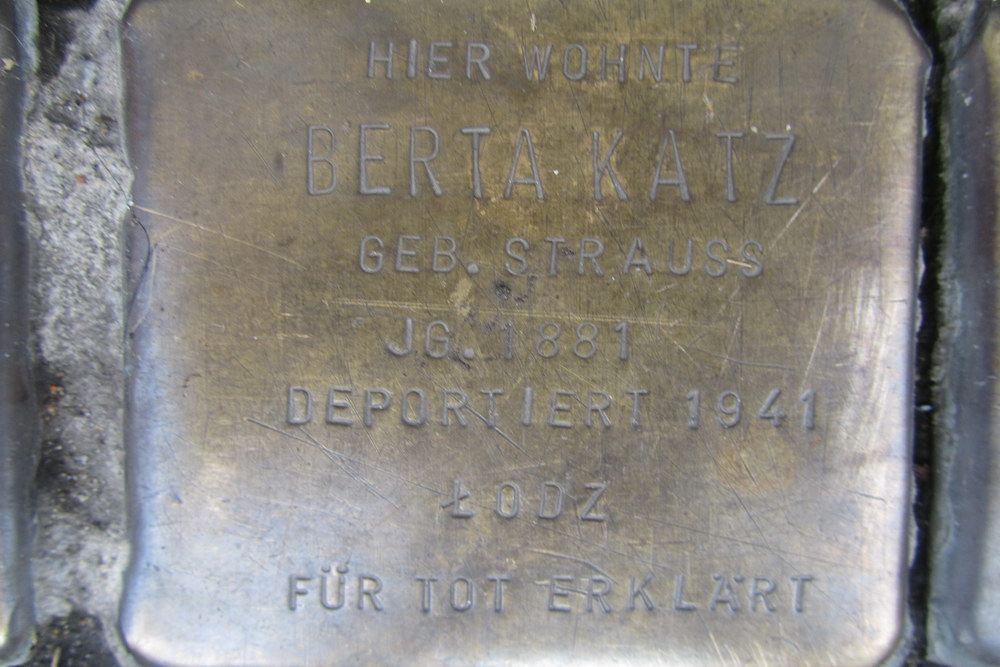 HIER WOHNTE
BERTA KATZ
GEB. STRAUSS
JG. 1881
DEPORTIERT 1941
ŁODZ
FÜR TOT ERKLÄRT